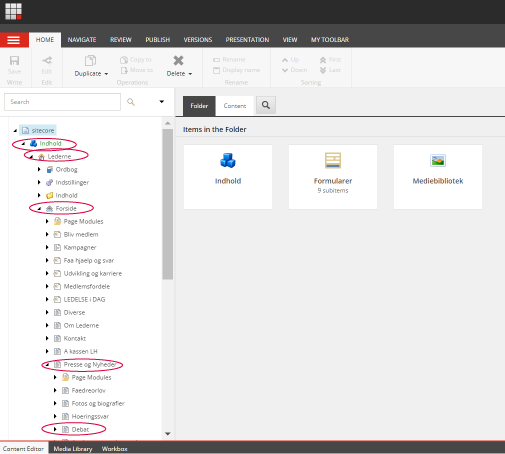 HOME NAVIGATE REVIEW PUBLISH VERSIONS PRESENTATION VIEW MY TOOLBAR
Save Edit Duplicate Copy to Move to Delete Rename Display name Up Down First Last
Write Edit Operations Rename Sorting
Search
Folder Content
sitecore
Indhold
Lederne
Ordbog
Indstillinger
Indhold
Forside
Page Modules
Bliv medlem
Kampagner
Faa hjaelp og svar
Udvikling og karriere
Medlemsfordele
LEDELSE i DAG
Diverse
Om Lederne
Kontakt
A kassen LH
Presse og Nyheder
Page Modules
Faedreorlov
Fotos og biografier
Hoeringssvar
Debat
Items in the Folder
Indhold
Formularer
9 subitems
Mediebibliotek
Content Editor Media Library Workbox